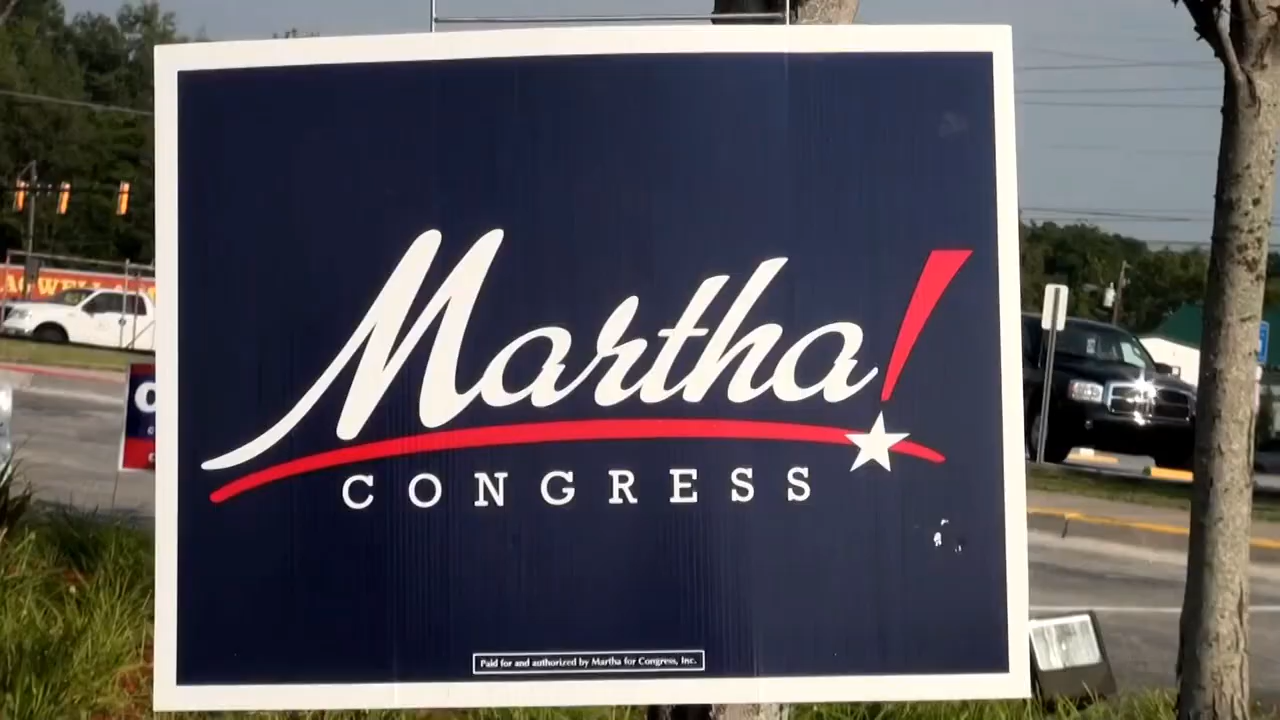 Martha!
CONGRESS
Paid for and authorized by Martha for Congress, Inc.